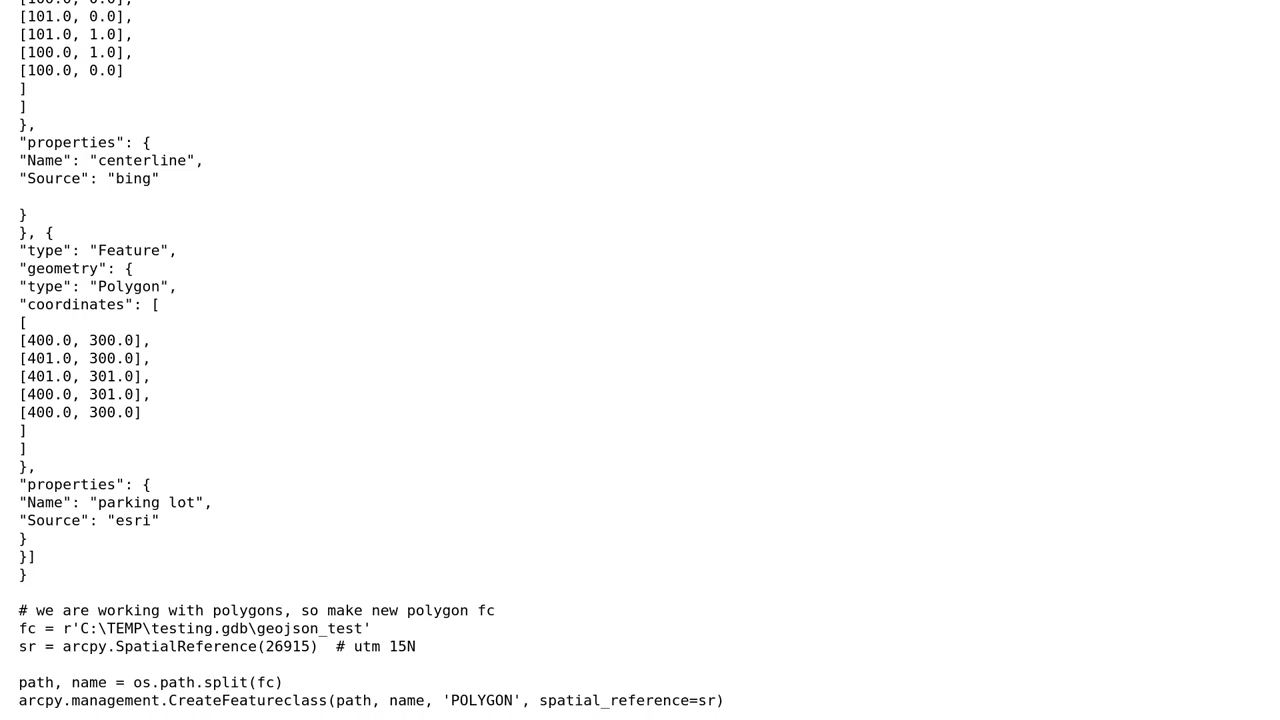 [100.0, 0.0],
[101.0, 0.0],
[101.0, 1.0],
[100.0, 1.0],
[100.0, 0.0]
]
]
},
"properties": {
"Name": "centerline",
"Source": "bing"

}
}, {
"type": "Feature",
"geometry": {
"type": "Polygon",
"coordinates": [
[
[400.0, 300.0],
[401.0, 300.0],
[401.0, 301.0],
[400.0, 301.0],
[400.0, 300.0]
]
]
},
"properties": {
"Name": "parking lot",
"Source": "esri"
}
}]
}

# we are working with polygons, so make new polygon fc
fc = r'C:\TEMP\testing.gdb\geojson_test'
sr = arcpy.SpatialReference(26915)  # utm 15N

path, name = os.path.split(fc)
arcpy.management.CreateFeatureclass(path, name, 'POLYGON', spatial_reference=sr)